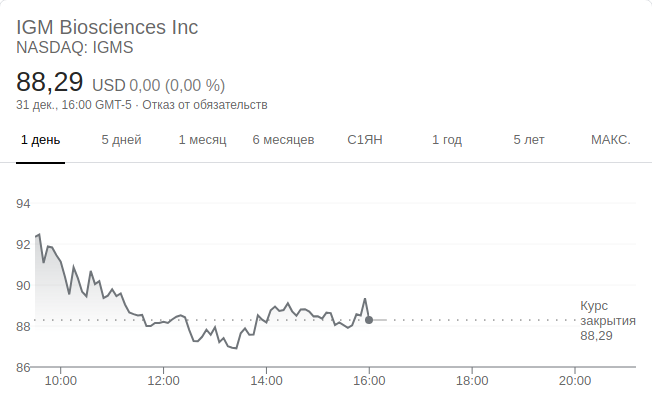 IGM Biosciences Inc
NASDAQ: IGMS
88,29 USD 0,00 (0,00 %)
31 дек., 16:00 GMT-5 · Отказ от обязательств
1 день 5 дней 1 месяц 6 месяцев С1ЯН 1 год 5 лет МАКС.
94
92
90
88
86
Курс
закрытия
88,29
10:00 12:00 14:00 16:00 18:00 20:00